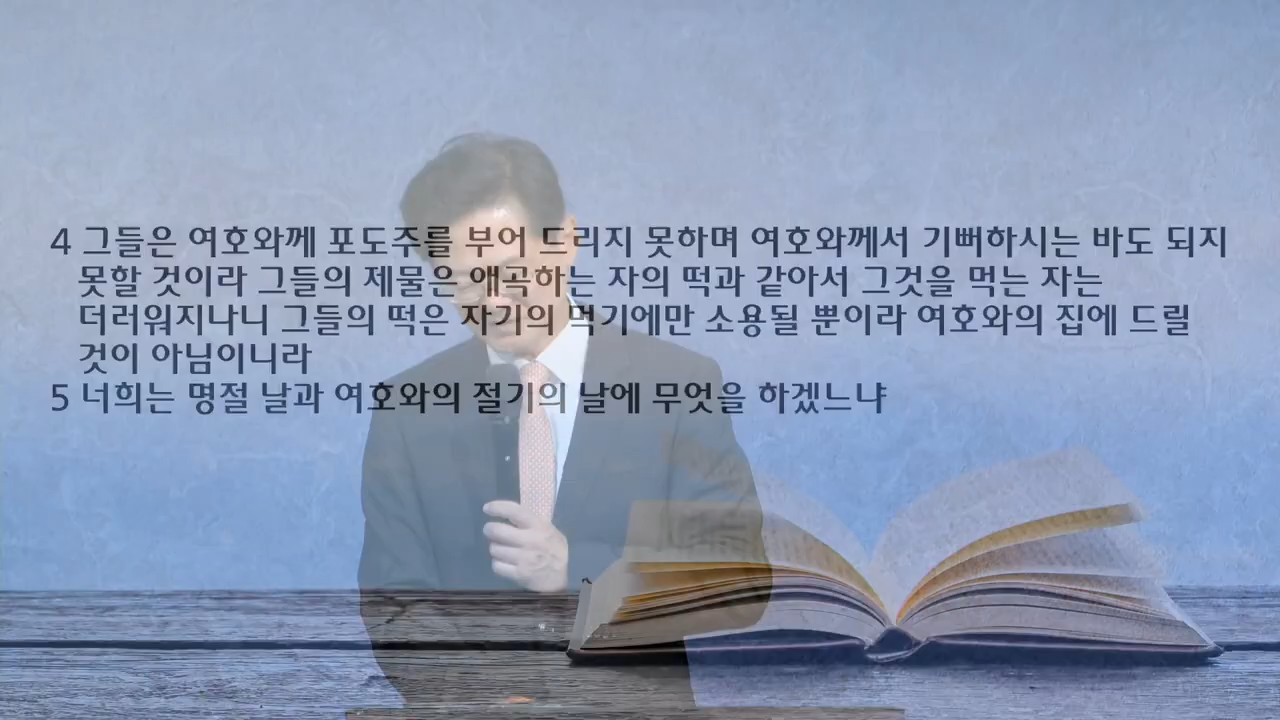 4 그들은 여호와께 포도주를 부어 드리지 못하며 여호와께서 기뻐하시는 바도 되지
못할 것이라 그들의 제물은 애곡하는 자의 떡과 같아서 그것을 먹는 자는
더러워지나니 그들의 떡은 자기의 먹기에만 소용될 뿐이라 여호와의 집에 드릴
것이 아님이니라
5 너희는 명절 날과 여호와의 절기의 날에 무엇을 하겠느냐